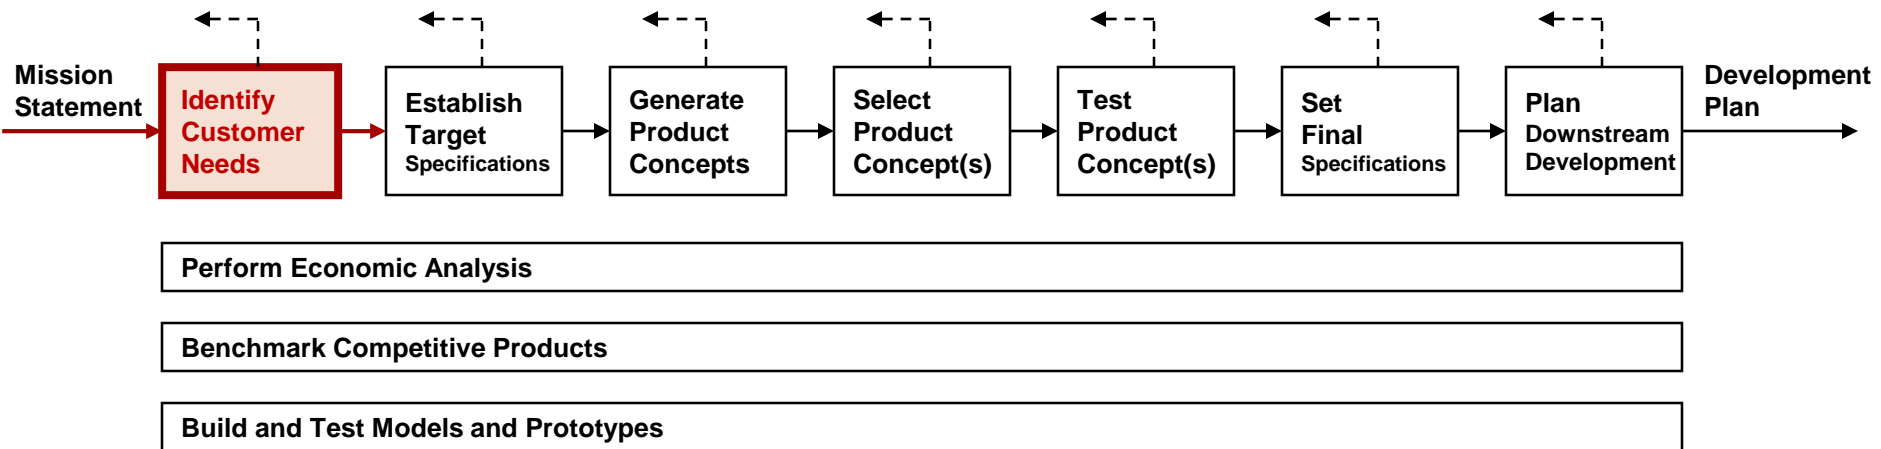 Mission
Statement
Identify
Customer
Needs
Establish
Target
Specifications
Generate
Product
Concepts
Select
Product
Concept(s)
Test
Product
Concept(s)
Set
Final
Specifications
Plan
Downstream
Development
Development
Plan
Perform Economic Analysis
Benchmark Competitive Products
Build and Test Models and Prototypes